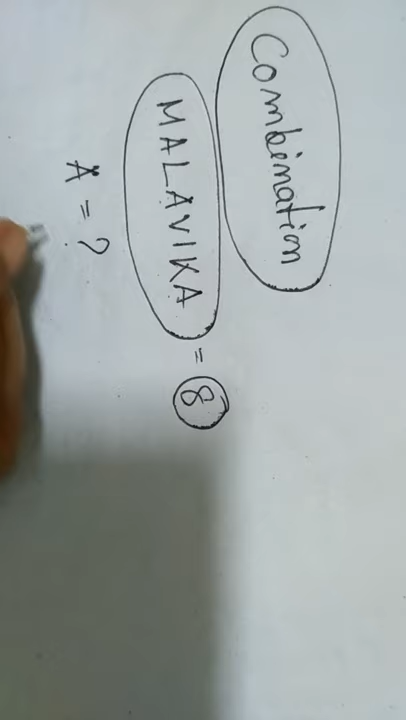 Combination
MALAVIKA = 8
A = ?